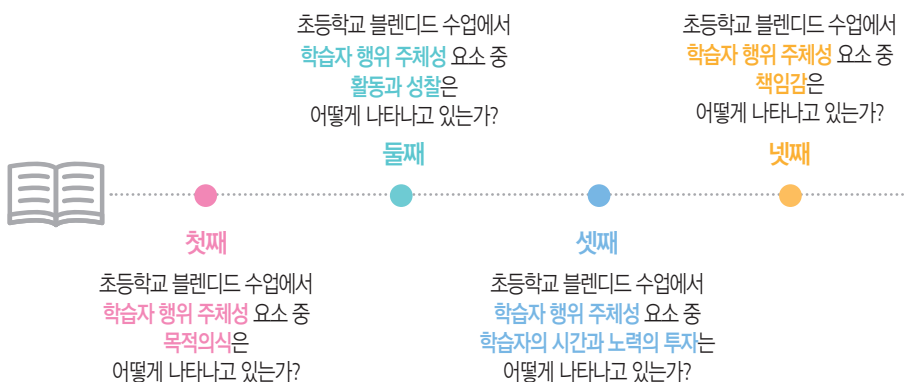 첫째
초등학교 블렌디드 수업에서
학습자 행위 주체성 요소 중
목적의식은
어떻게 나타나고 있는가?
초등학교 블렌디드 수업에서
학습자 행위 주체성 요소 중
활동과 성찰은
어떻게 나타나고 있는가?
둘째
셋째
초등학교 블렌디드 수업에서
학습자 행위 주체성 요소 중
학습자의 시간과 노력의 투자는
어떻게 나타나고 있는가?
초등학교 블렌디드 수업에서
학습자 행위 주체성 요소 중
책임감은
어떻게 나타나고 있는가?
넷째